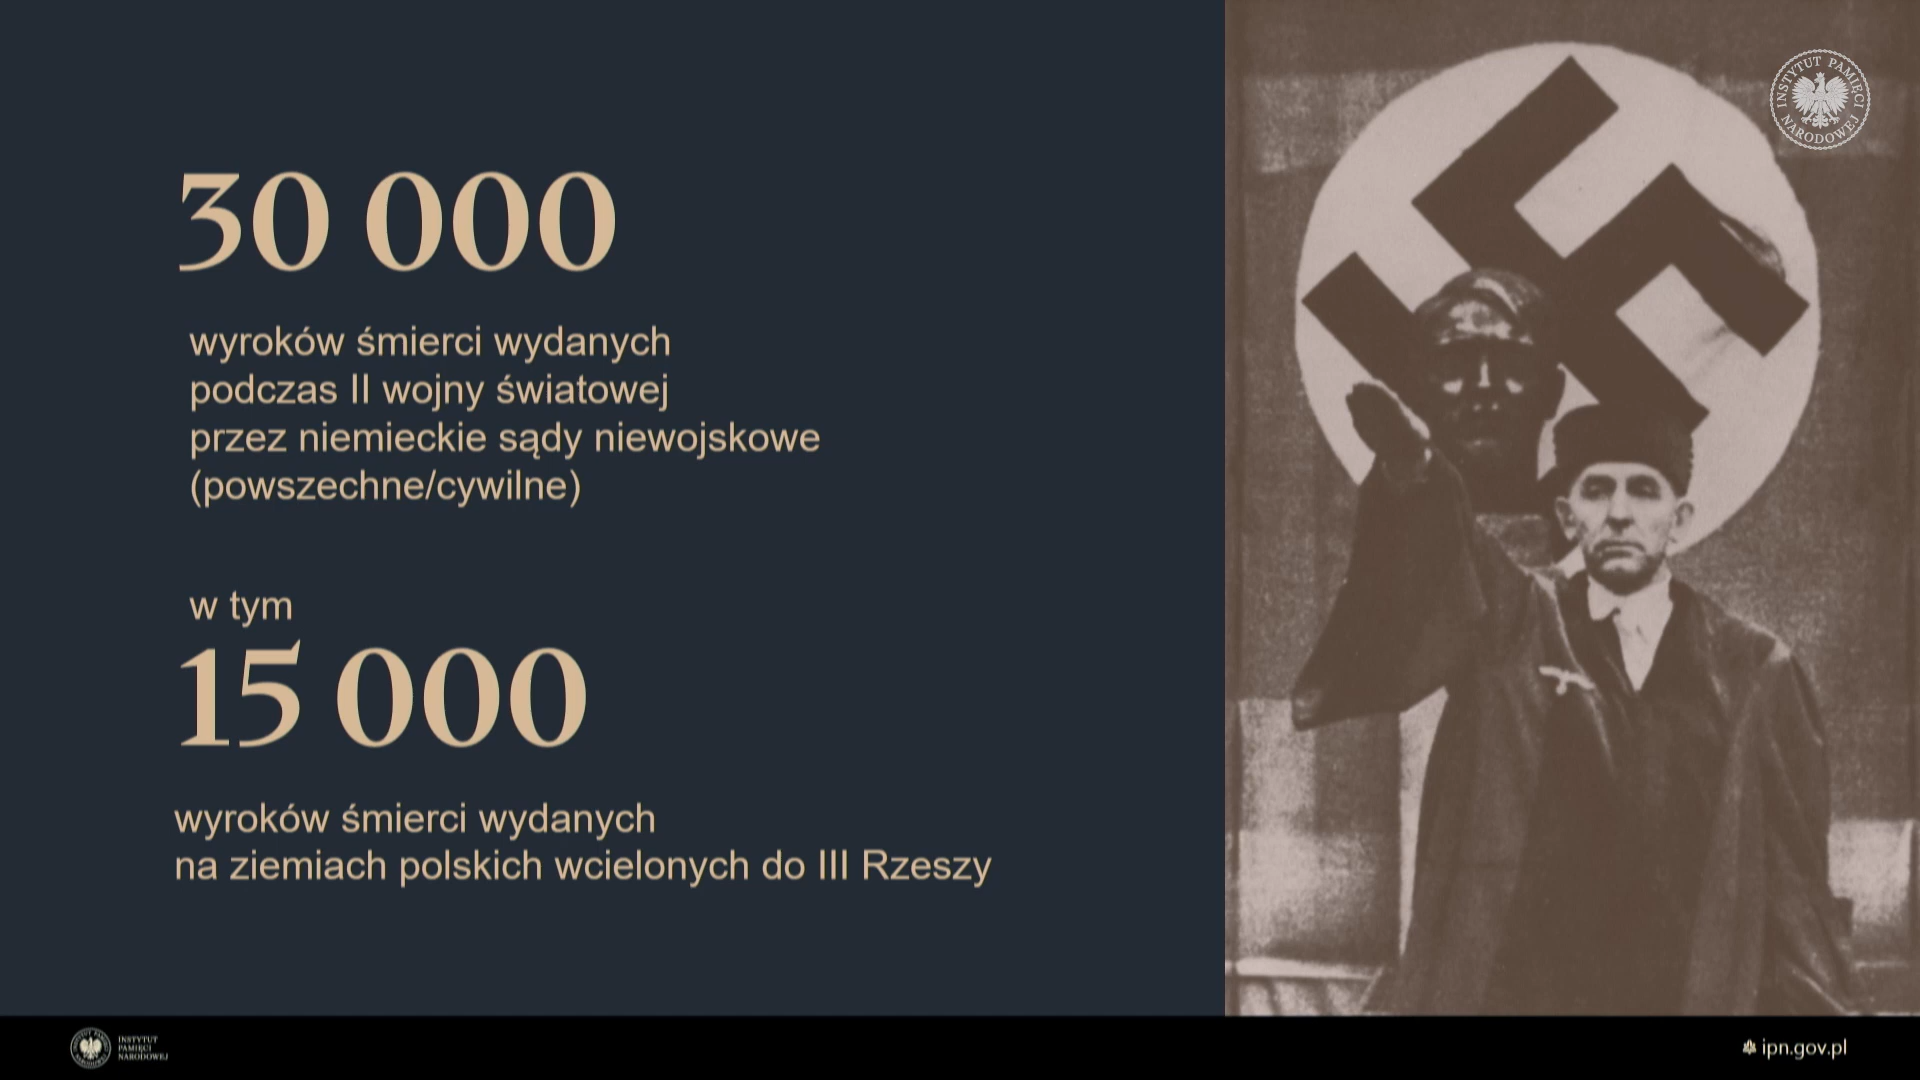 30 000
wyroków śmierci wydanych
podczas II wojny światowej
przez niemieckie sądy niewojskowe
(powszechne/cywilne)
w tym
15 000
wyroków śmierci wydanych
na ziemiach polskich wcielonych do III Rzeszy
INSTYTUT PAMIĘCI NARODOWEJ
INSTYTUT
PAMIĘCI
NARODOWEJ
ipn.gov.pl